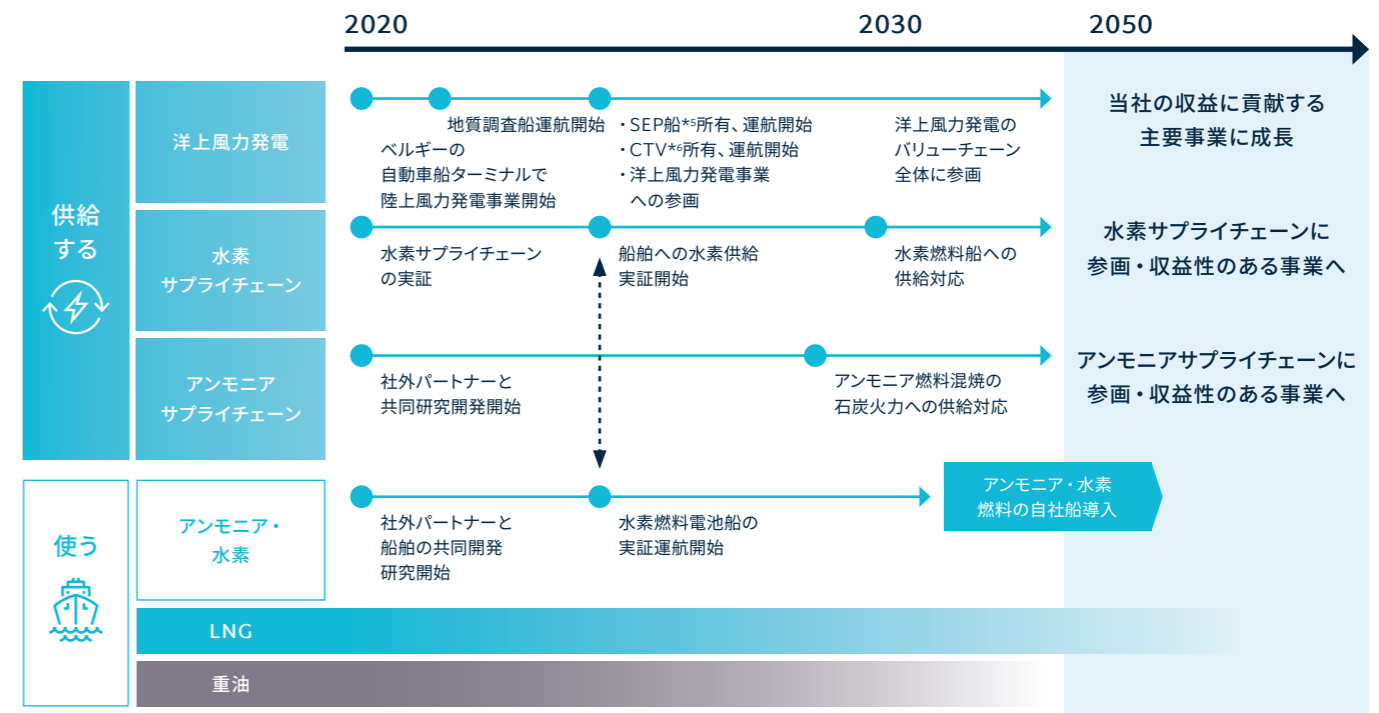 2020
2030
2050
供給
する
洋上風力発電
ベルギーの
自動車船ターミナルで
陸上風力発電事業開始
地質調査船運航開始
・SEP船*5所有、運航開始
・CTV*6所有、運航開始
・洋上風力発電事業
への参画
洋上風力発電の
バリューチェーン
全体に参画
当社の収益に貢献する
主要事業に成長
水素
サプライチェーン
水素サプライチェーン
の実証
船舶への水素供給
実証開始
水素燃料船への
供給対応
水素サプライチェーンに
参画・収益性のある事業へ
アンモニア
サプライチェーン
社外パートナーと
共同研究開発開始
アンモニア燃料混焼の
石炭火力への供給対応
アンモニアサプライチェーンに
参画・収益性のある事業へ
使う
アンモニア・
水素
社外パートナーと
船舶の共同開発
研究開始
水素燃料電池船の
実証運航開始
アンモニア・水素
燃料の自社船導入
LNG
重油